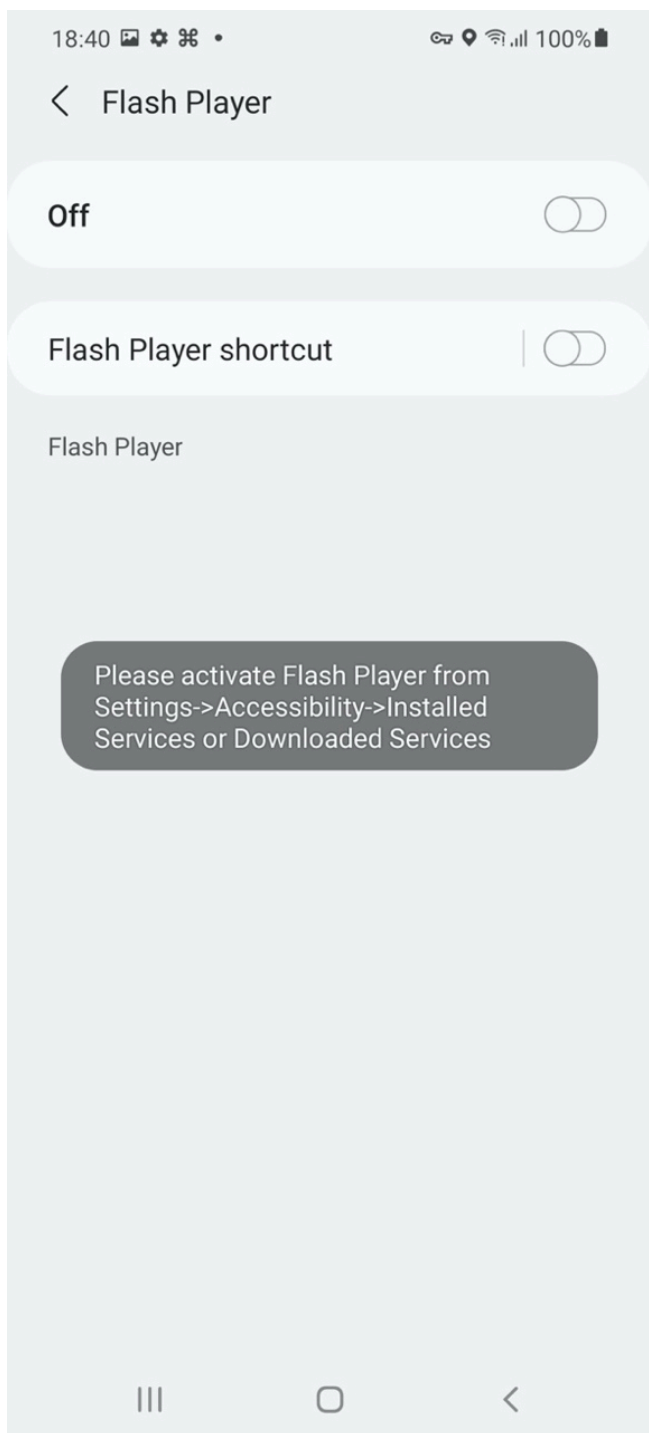 18:40 100%
Flash Player
Off
Flash Player shortcut
Flash Player
Please activate Flash Player from
Settings->Accessibility->Installed
Services or Downloaded Services